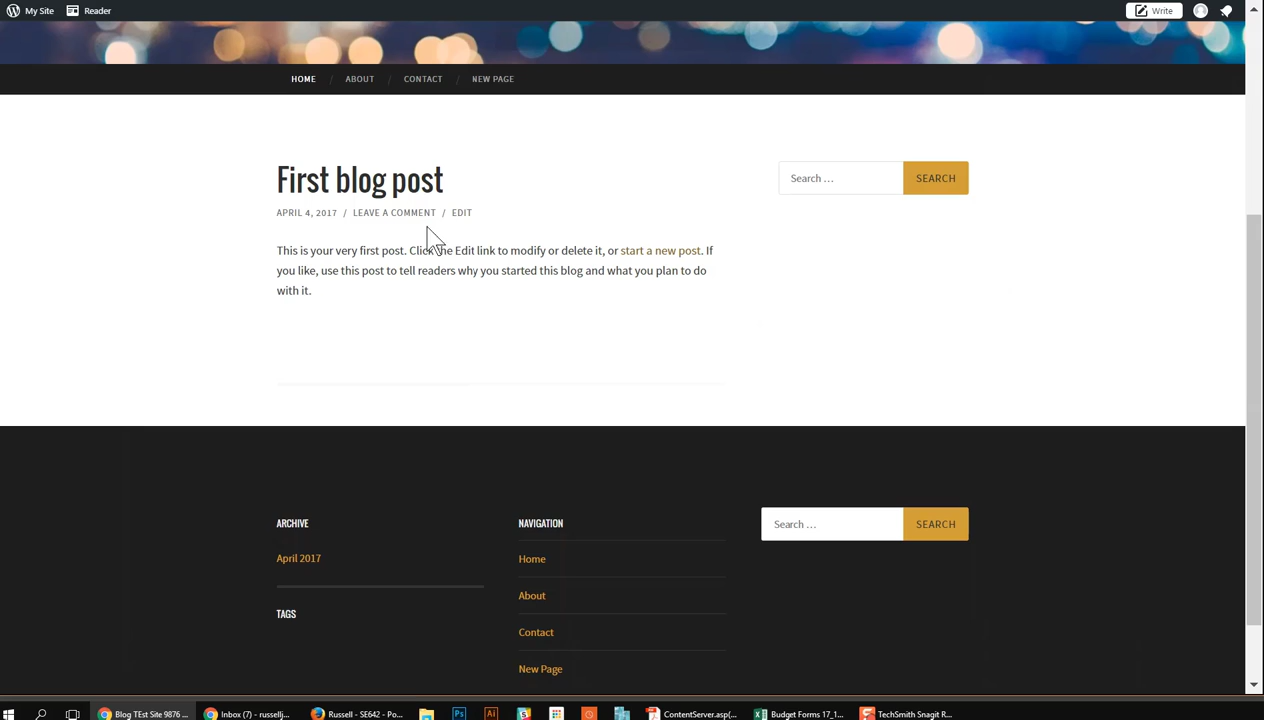 My Site Reader Write
HOME / ABOUT / CONTACT / NEW PAGE
First blog post
Search … SEARCH
APRIL 4, 2017 / LEAVE A COMMENT / EDIT
This is your very first post. Click the Edit link to modify or delete it, or start a new post. If
you like, use this post to tell readers why you started this blog and what you plan to do
with it.
ARCHIVE
April 2017
TAGS
NAVIGATION
Home
About
Contact
New Page
Search … SEARCH
Blog TEst Site 9876 ... Inbox (7) - russellj... Russell - SE642 - Po... Ps Ai ContentServer.asp(... Budget Forms 17_1... TechSmith Snagit R...